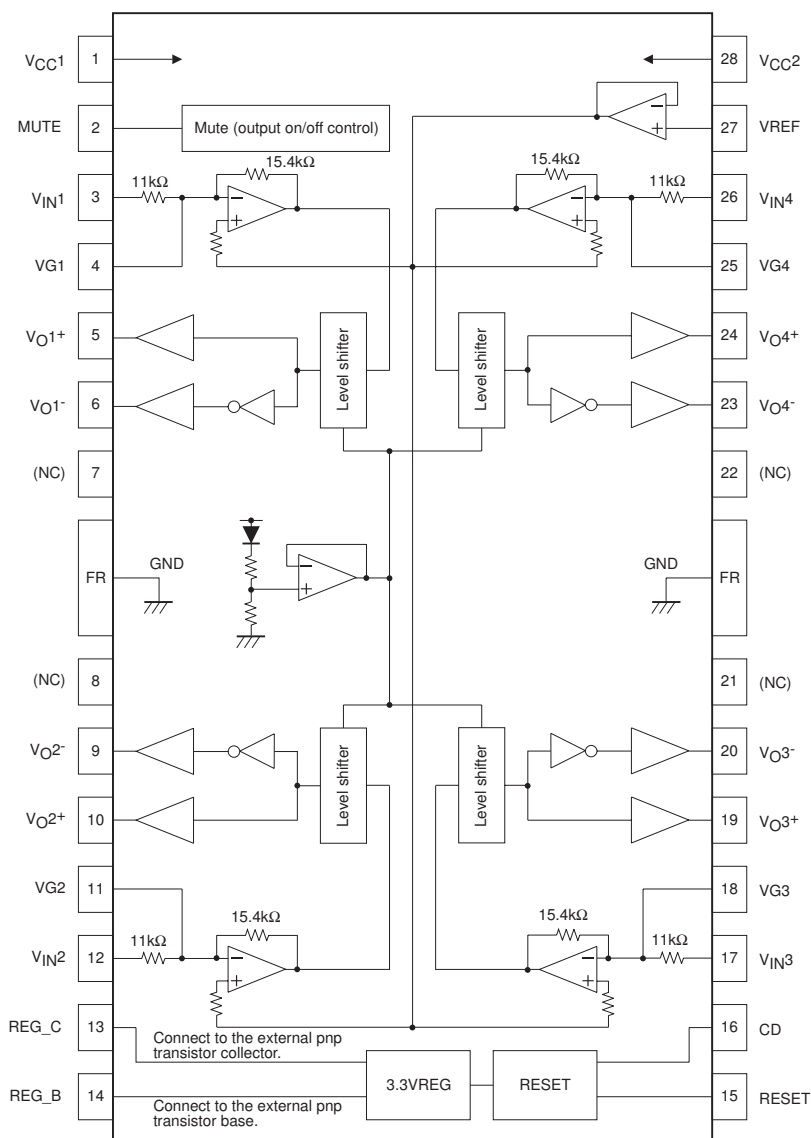 VCC1 1 28 VCC2
MUTE 2 Mute (output on/off control) 27 VREF
15.4kΩ 15.4kΩ
VIN1 3 11kΩ − − 11kΩ 26 VIN4
+ +
VG1 4 25 VG4
VO1+ 5 Level shifter Level shifter 24 VO4+
VO1- 6 23 VO4-
(NC) 7 22 (NC)
FR GND − + GND FR
(NC) 8 21 (NC)
VO2- 9 Level shifter Level shifter 20 VO3-
VO2+ 10 19 VO3+
VG2 11 18 VG3
15.4kΩ 15.4kΩ
VIN2 12 11kΩ − − 11kΩ 17 VIN3
+ +
REG_C 13 Connect to the external pnp 16 CD
transistor collector.
3.3VREG RESET
REG_B 14 Connect to the external pnp 15 RESET
transistor base.